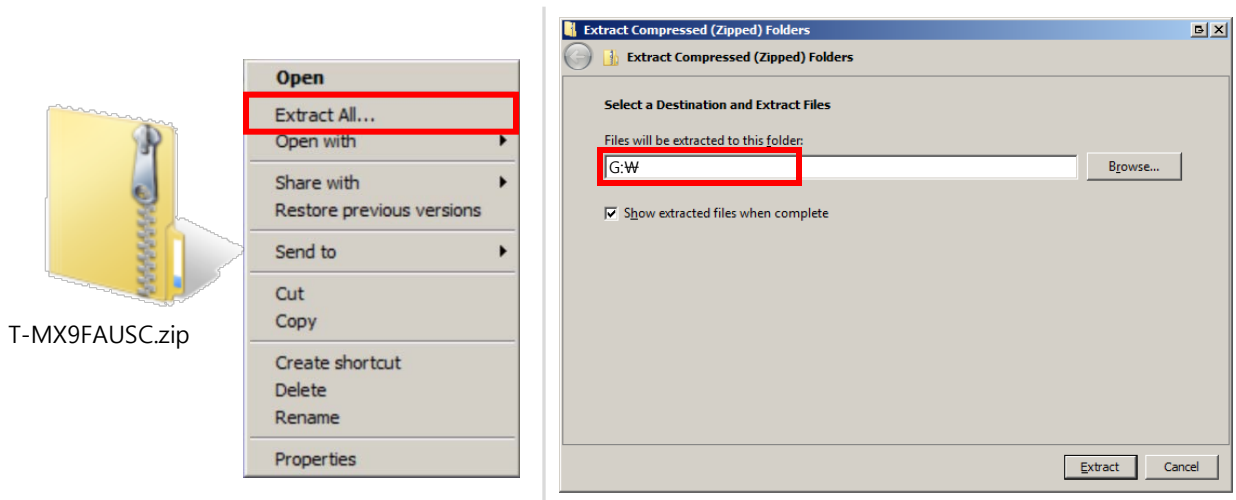 T-MX9FAUSC.zip
Open
Extract All...
Open with
Share with
Restore previous versions
Send to
Cut
Copy
Create shortcut
Delete
Rename
Properties
Extract Compressed (Zipped) Folders
Extract Compressed (Zipped) Folders
Select a Destination and Extract Files
Files will be extracted to this folder:
G:₩
Browse...
Show extracted files when complete
Extract
Cancel